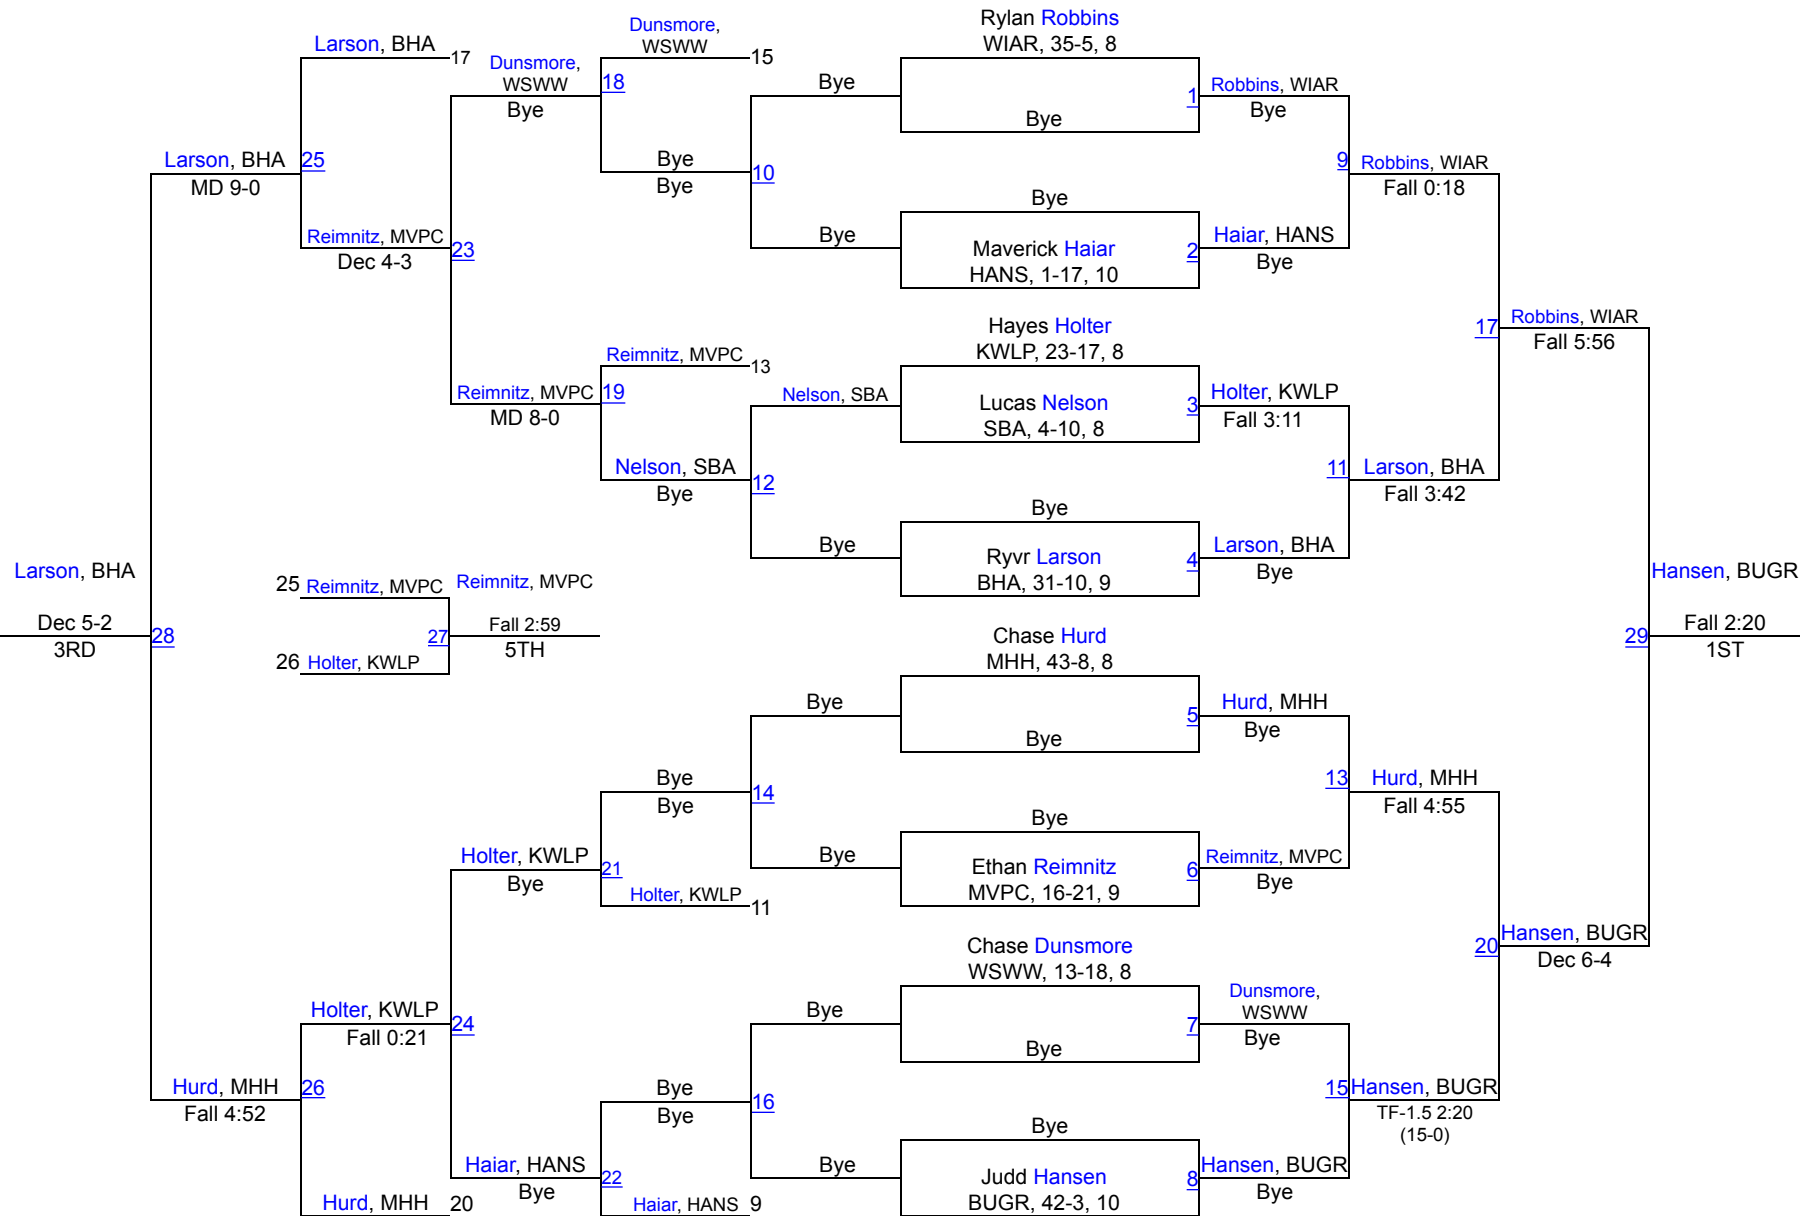 Rylan Robbins
Dunsmore,
WSWW
Larson, BHA
WIAR, 35-5, 8
17
15
Dunsmore,
WSWW
18
Bye
Robbins, WIAR
1
Bye
Bye
Bye
Larson, BHA
25
Bye
10
9
Robbins, WIAR
MD 9-0
Bye
Fall 0:18
Bye
Reimnitz, MVPC
Dec 4-3
23
Bye
Maverick Haiar
HANS, 1-17, 10
2
Haiar, HANS
Bye
Hayes Holter
KWLP, 23-17, 8
17
Robbins, WIAR
Fall 5:56
Reimnitz, MVPC
13
Reimnitz, MVPC
19
MD 8-0
Nelson, SBA
Lucas Nelson
SBA, 4-10, 8
3
Holter, KWLP
Fall 3:11
Nelson, SBA
Bye
12
11
Larson, BHA
Fall 3:42
Bye
Bye
Ryvr Larson
BHA, 31-10, 9
4
Larson, BHA
Bye
Larson, BHA
Dec 5-2
3RD
28
25
Reimnitz, MVPC
26
Holter, KWLP
27
Reimnitz, MVPC
Fall 2:59
5TH
Hansen, BUGR
29
Fall 2:20
1ST
Chase Hurd
MHH, 43-8, 8
Bye
5
Hurd, MHH
Bye
Bye
Bye
Bye
14
13
Hurd, MHH
Fall 4:55
Bye
Holter, KWLP
Bye
21
Holter, KWLP
11
Bye
Ethan Reimnitz
MVPC, 16-21, 9
6
Reimnitz, MVPC
Bye
Chase Dunsmore
WSWW, 13-18, 8
20
Hansen, BUGR
Dec 6-4
Holter, KWLP
Fall 0:21
24
Bye
7
Dunsmore,
WSWW
Bye
Bye
Hurd, MHH
Fall 4:52
26
Bye
Bye
16
15
Hansen, BUGR
TF-1.5 2:20
(15-0)
Bye
Haiar, HANS
Bye
22
Bye
Judd Hansen
BUGR, 42-3, 10
8
Hansen, BUGR
Bye
Hurd, MHH
20
Haiar, HANS
9